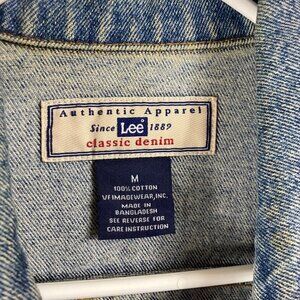 Authentic Apparel
Since Lee 1889
classic denim
M
100% COTTON
VF IMAGEWEAR, INC.
MADE IN
BANGLADESH
SEE REVERSE FOR
CARE INSTRUCTION